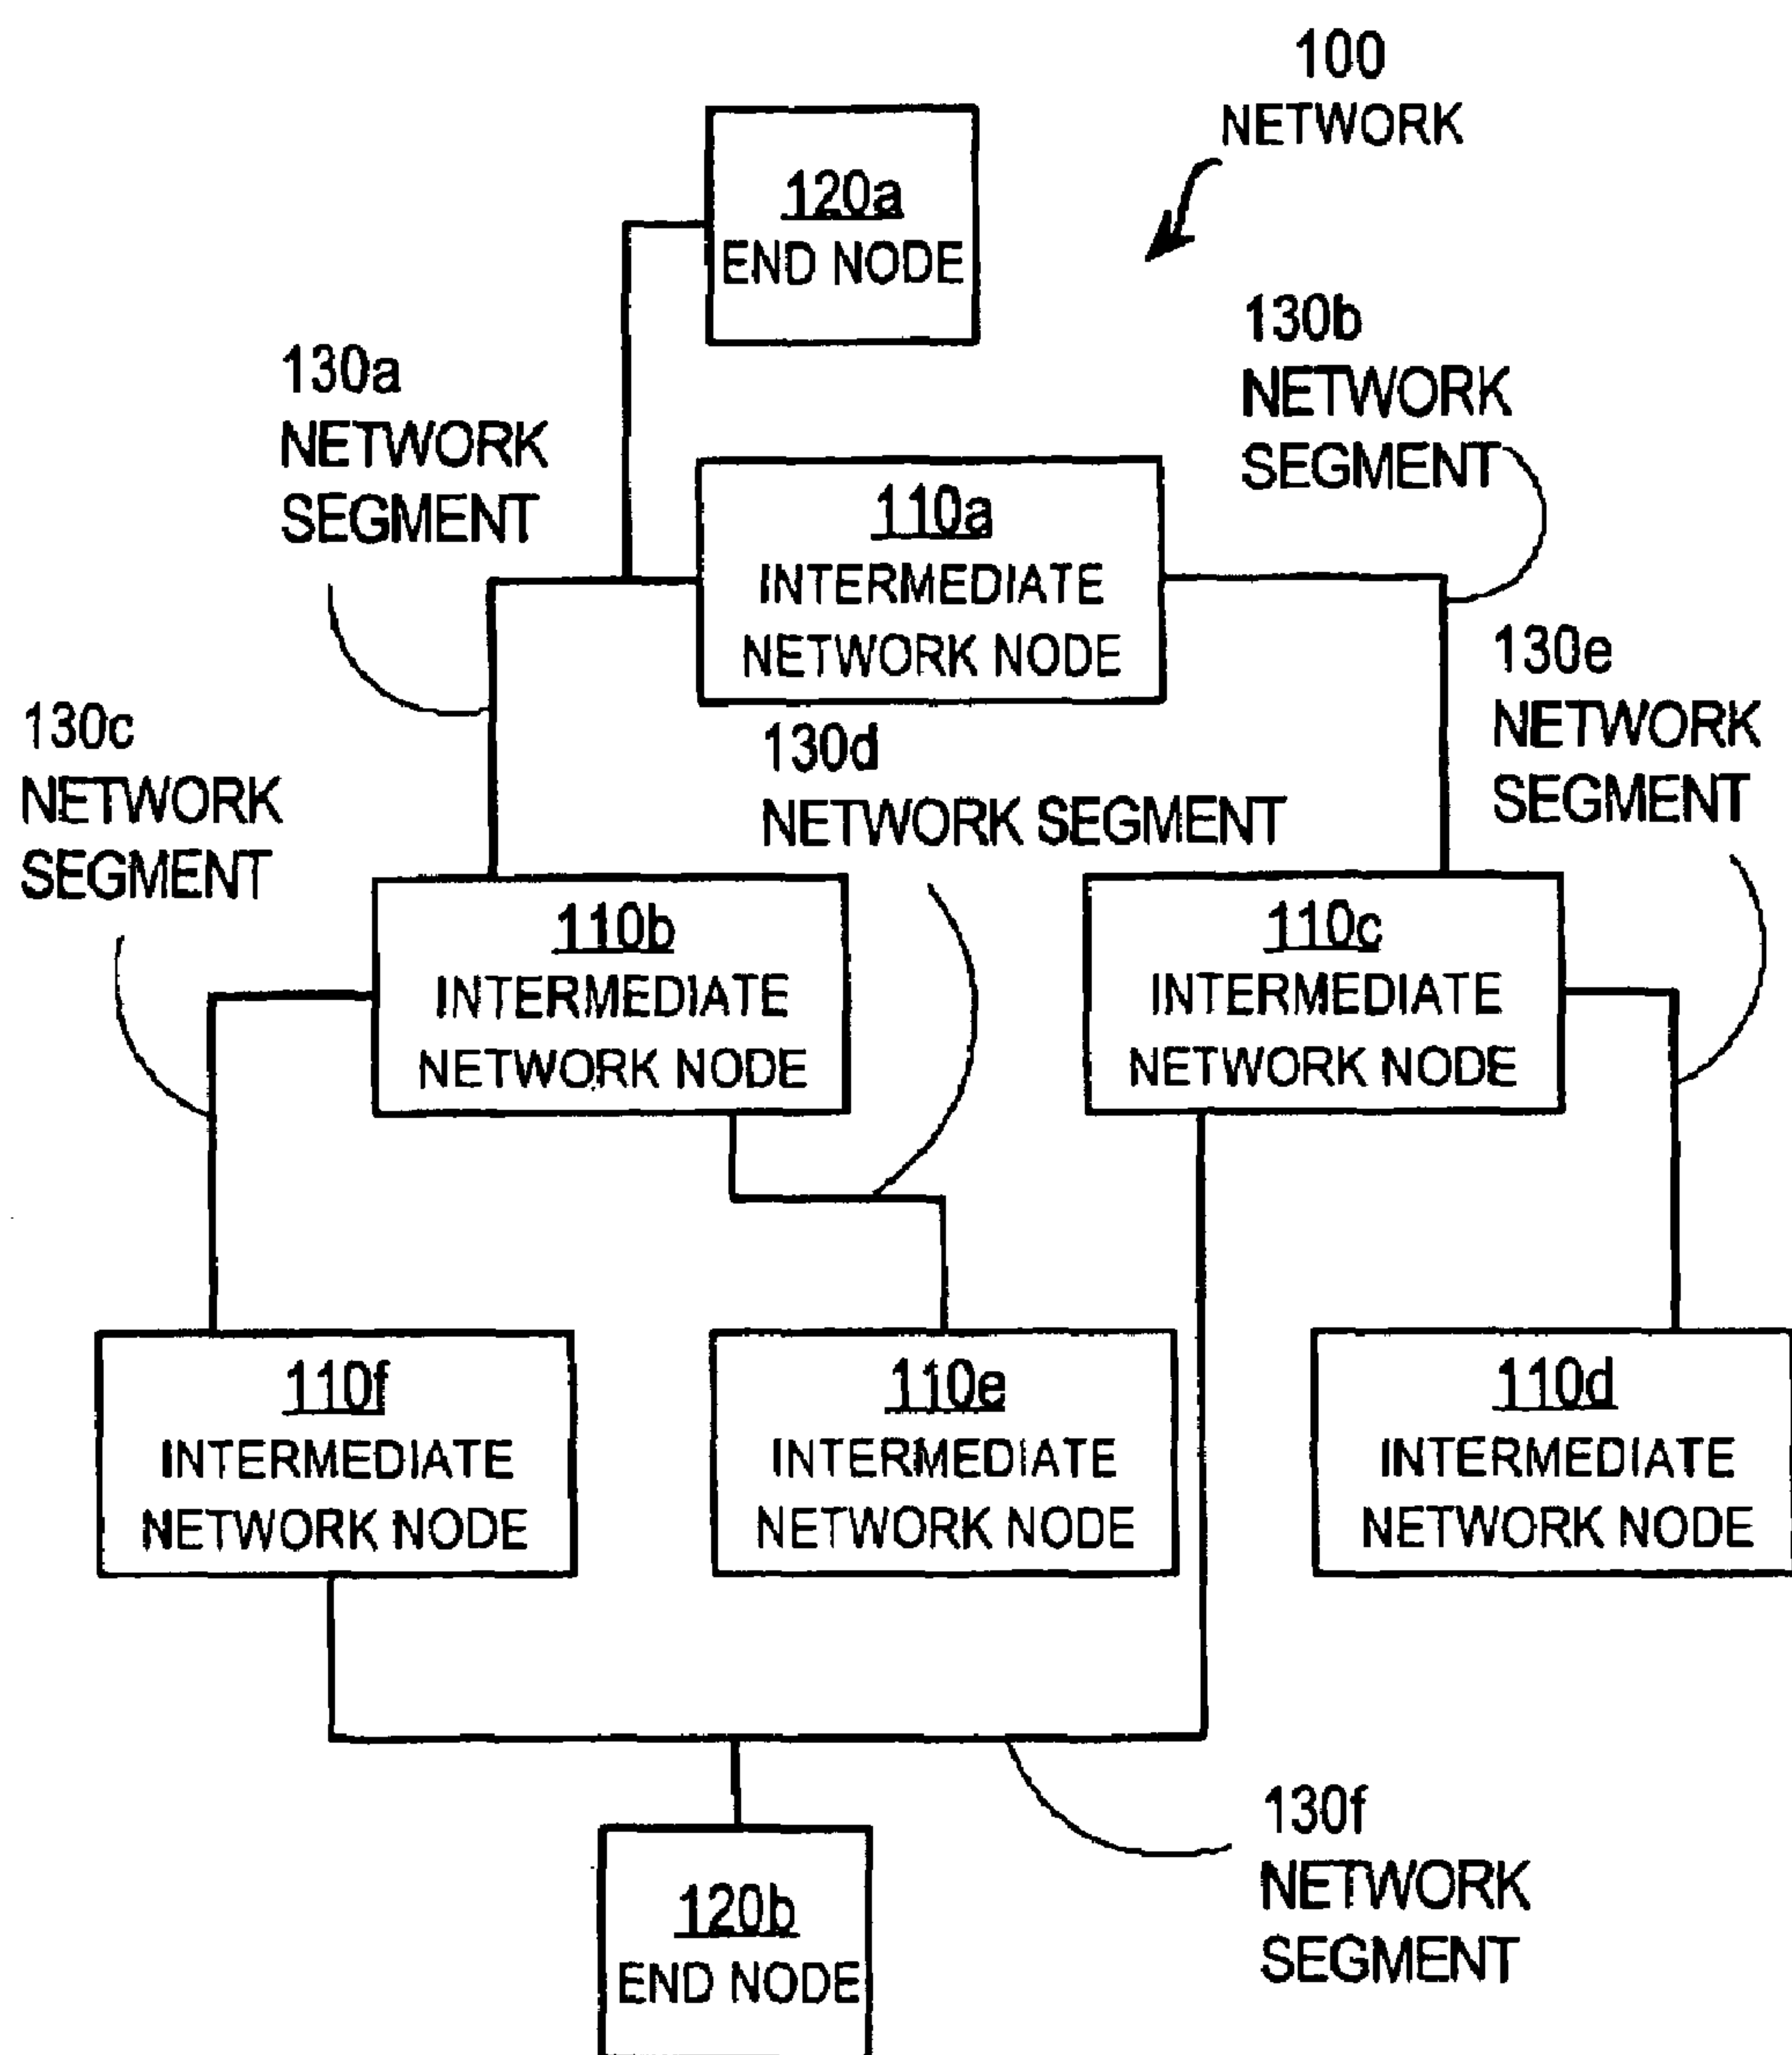 100
NETWORK
120a
END NODE
130b
NETWORK
SEGMENT
130a
NETWORK
SEGMENT
110a
INTERMEDIATE
NETWORK NODE
130e
NETWORK
SEGMENT
130c
NETWORK
SEGMENT
130d
NETWORK SEGMENT
110b
INTERMEDIATE
NETWORK NODE
110c
INTERMEDIATE
NETWORK NODE
110f
INTERMEDIATE
NETWORK NODE
110e
INTERMEDIATE
NETWORK NODE
110d
INTERMEDIATE
NETWORK NODE
130f
NETWORK
SEGMENT
120b
END NODE